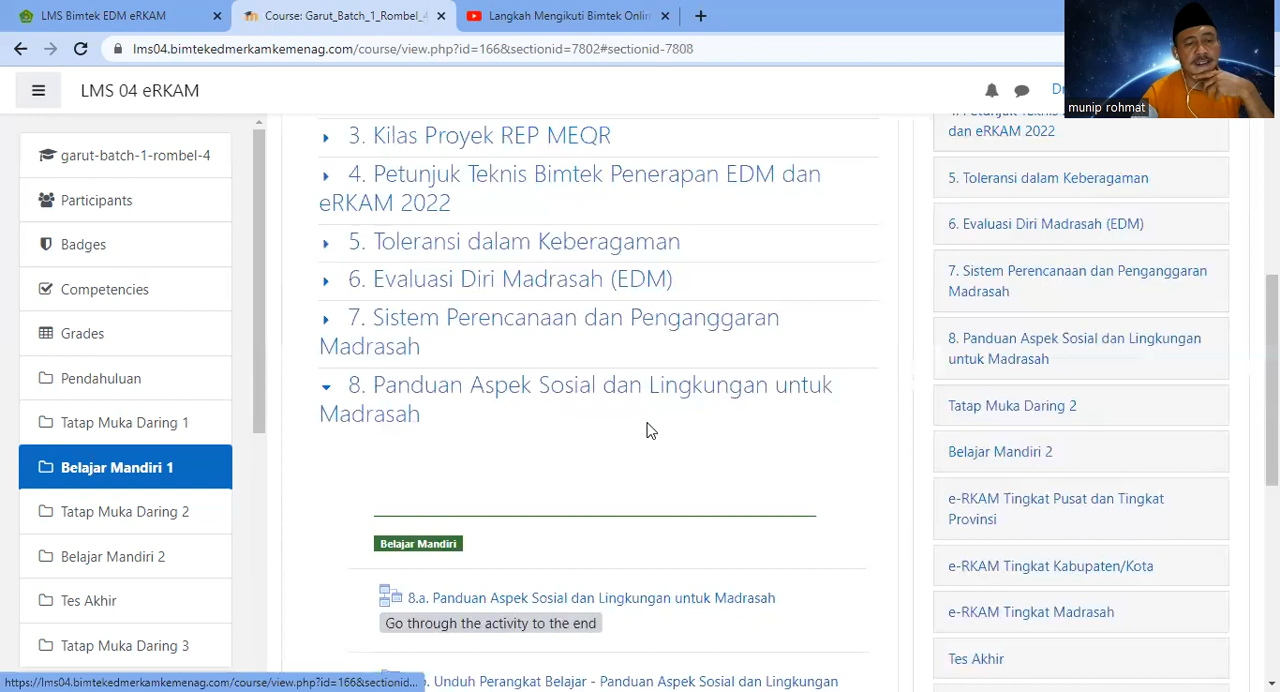 LMS Bimtek EDM eRKAM
Course: Garut_Batch_1_Rombel_
Langkah Mengikuti Bimtek Onlin
lms04.bimtekedmerkamkemenag.com/course/view.php?id=166&sectionid=7802#sectionid-7808
LMS 04 eRKAM
munip rohmat
garut-batch-1-rombel-4
Participants
Badges
Competencies
Grades
Pendahuluan
Tatap Muka Daring 1
Belajar Mandiri 1
Tatap Muka Daring 2
Belajar Mandiri 2
Tes Akhir
Tatap Muka Daring 3
3. Kilas Proyek REP MEQR
4. Petunjuk Teknis Bimtek Penerapan EDM dan
eRKAM 2022
5. Toleransi dalam Keberagaman
6. Evaluasi Diri Madrasah (EDM)
7. Sistem Perencanaan dan Penganggaran
Madrasah
8. Panduan Aspek Sosial dan Lingkungan untuk
Madrasah
Belajar Mandiri
8.a. Panduan Aspek Sosial dan Lingkungan untuk Madrasah
Go through the activity to the end
Unduh Perangkat Belajar - Panduan Aspek Sosial dan Lingkungan
dan eRKAM 2022
5. Toleransi dalam Keberagaman
6. Evaluasi Diri Madrasah (EDM)
7. Sistem Perencanaan dan Penganggaran
Madrasah
8. Panduan Aspek Sosial dan Lingkungan
untuk Madrasah
Tatap Muka Daring 2
Belajar Mandiri 2
e-RKAM Tingkat Pusat dan Tingkat
Provinsi
e-RKAM Tingkat Kabupaten/Kota
e-RKAM Tingkat Madrasah
Tes Akhir
https://lms04.bimtekedmerkamkemenag.com/course/view.php?id=166&sectionid...